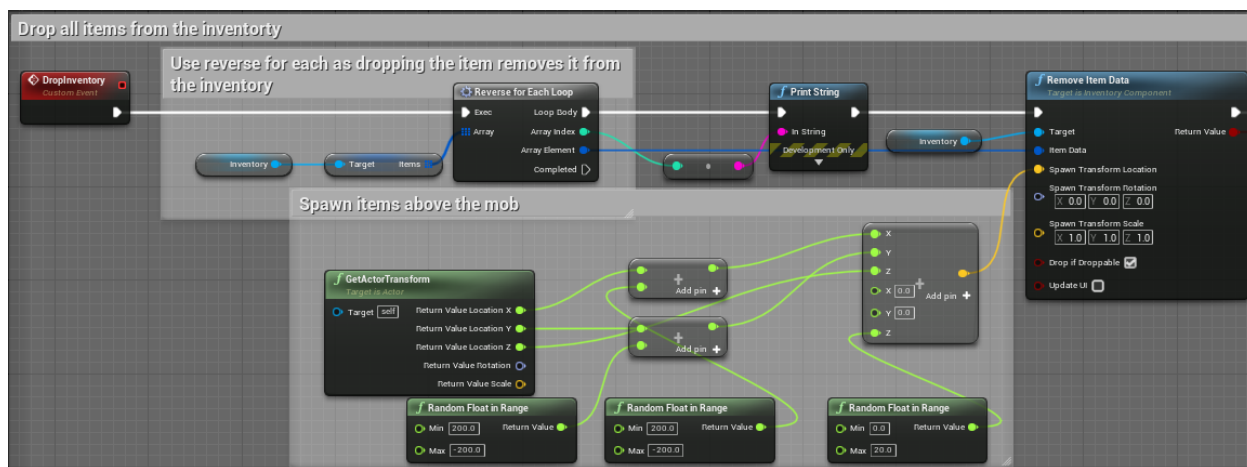 Drop all items from the inventorty
Use reverse for each as dropping the item removes it from
the inventory
DropInventory
Custom Event
Reverse for Each Loop
Exec
Loop Body
Array
Array Index
Array Element
Completed
Inventory
Target
Items
Print String
In String
Development Only
Inventory
Remove Item Data
Target is Inventory Component
Target
Return Value
Item Data
Spawn Transform Location
Spawn Transform Rotation
X 0.0 Y 0.0 Z 0.0
Spawn Transform Scale
X 1.0 Y 1.0 Z 1.0
Drop if Droppable
Update UI
Spawn items above the mob
GetActorTransform
Target is Actor
Target self
Return Value Location X
Return Value Location Y
Return Value Location Z
Return Value Rotation
Return Value Scale
Add pin
Add pin
X
Y
Z
X 0.0
Add pin
Y 0.0
Z
Random Float in Range
Min 200.0 Return Value
Max -200.0
Random Float in Range
Min 200.0 Return Value
Max -200.0
Random Float in Range
Min 0.0 Return Value
Max 20.0